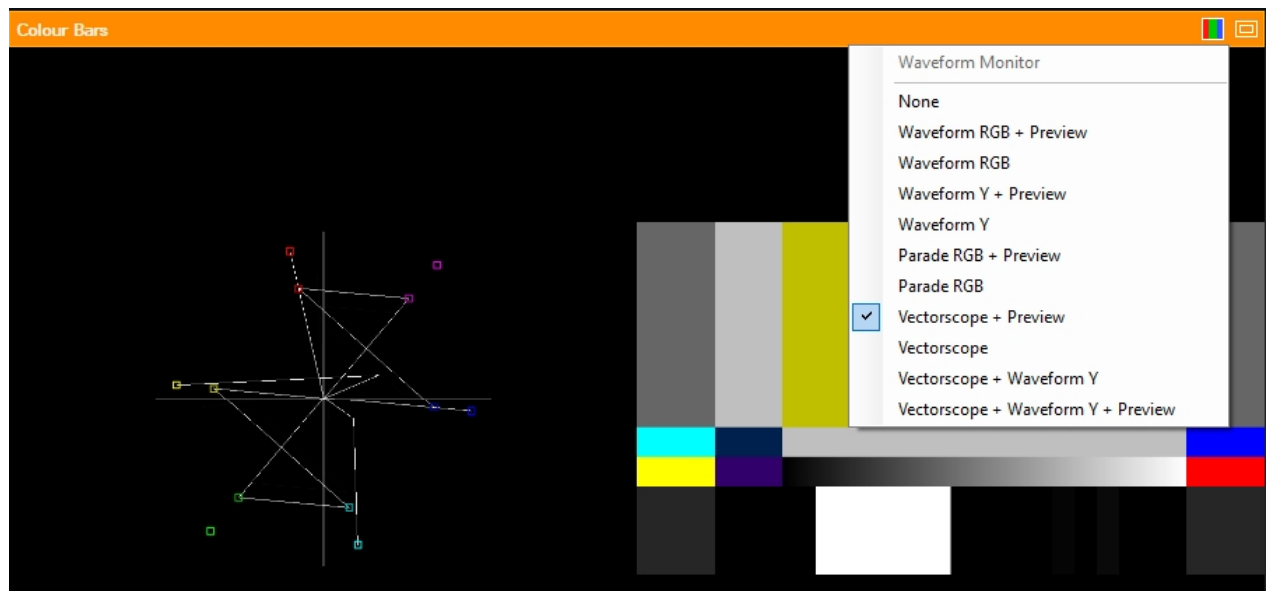 Colour Bars
Waveform Monitor
None
Waveform RGB + Preview
Waveform RGB
Waveform Y + Preview
Waveform Y
Parade RGB + Preview
Parade RGB
Vectorscope + Preview
Vectorscope
Vectorscope + Waveform Y
Vectorscope + Waveform Y + Preview